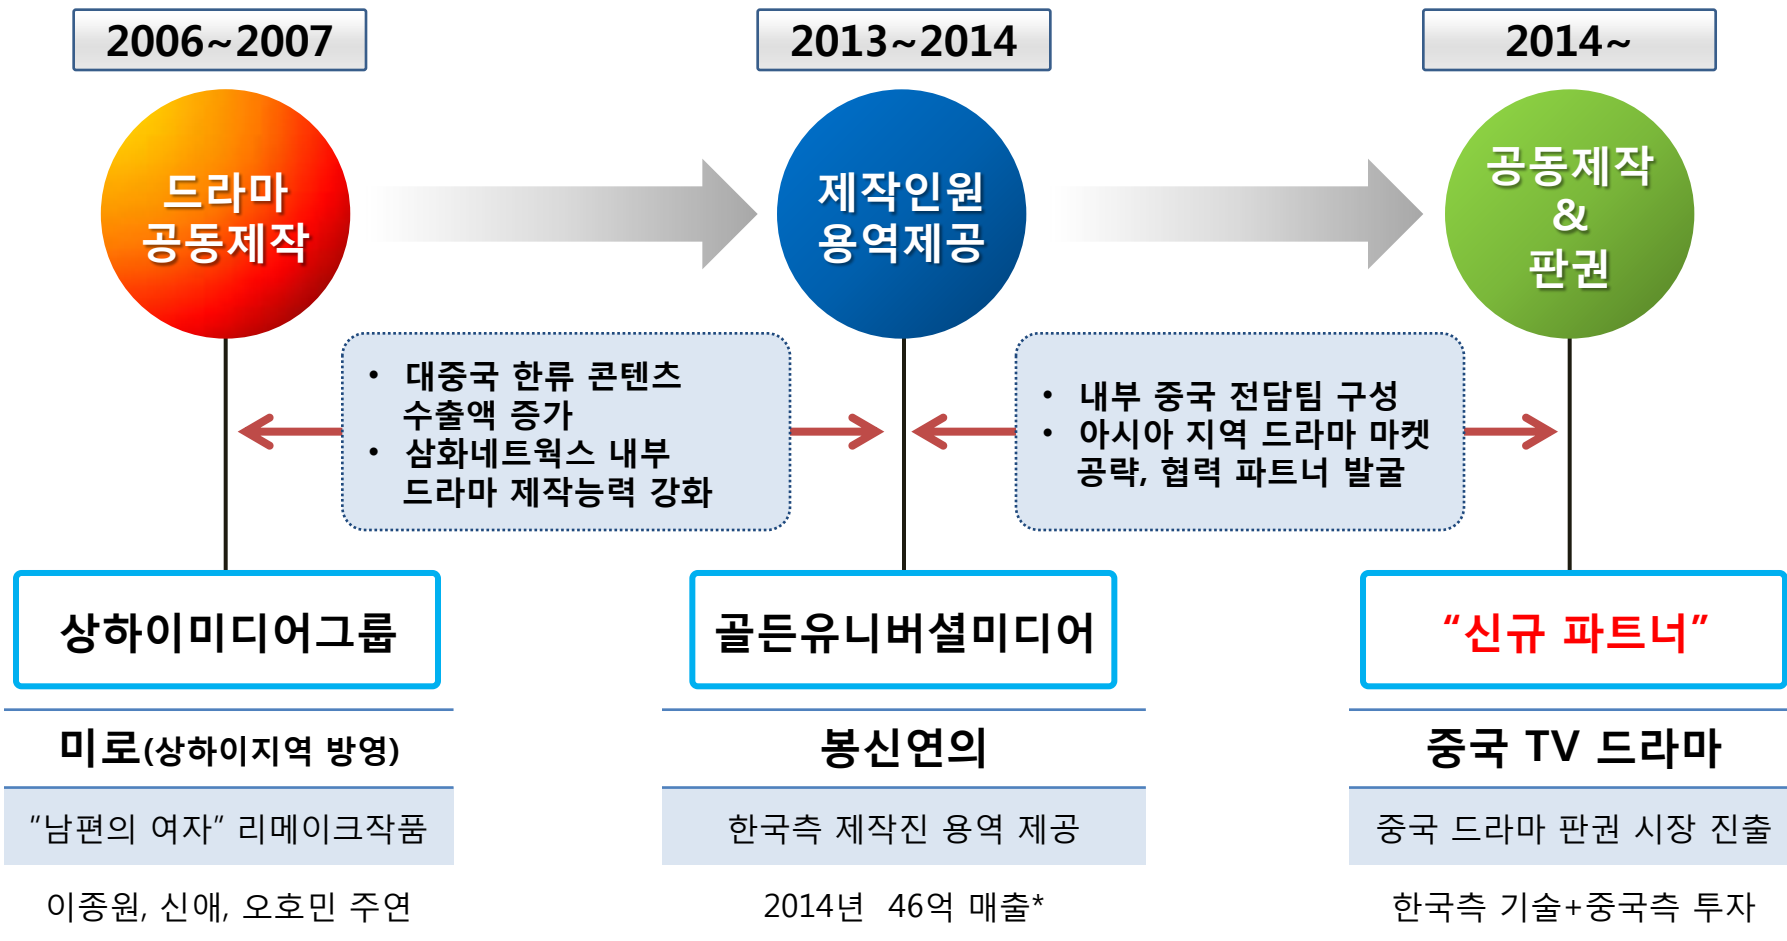 2006~2007
2013~2014
2014~
드라마
공동제작
제작인원
용역제공
공동제작
&
판권
• 대중국 한류 콘텐츠
수출액 증가
• 삼화네트웍스 내부
드라마 제작능력 강화
• 내부 중국 전담팀 구성
• 아시아 지역 드라마 마켓
공략, 협력 파트너 발굴
상하이미디어그룹
골든유니버셜미디어
“신규 파트너”
미로(상하이지역 방영)
봉신연의
중국 TV 드라마
“남편의 여자” 리메이크작품
한국측 제작진 용역 제공
중국 드라마 판권 시장 진출
이종원, 신애, 오호민 주연
2014년 46억 매출*
한국측 기술+중국측 투자